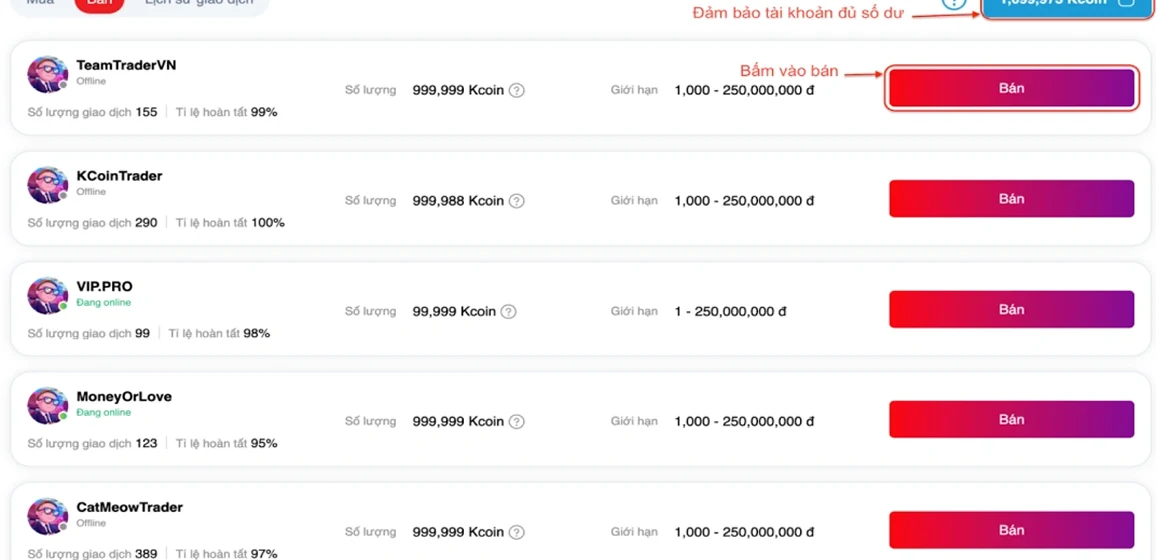 Mua Bán Lịch sử giao dịch
Đảm bảo tài khoản đủ số dư
TeamTraderVN
Offline
Số lượng 999,999 Kcoin ?
Giới hạn 1,000 - 250,000,000 đ
Bấm vào bán
Bán
Số lượng giao dịch 155 Tỉ lệ hoàn tất 99%
KCoinTrader
Offline
Số lượng 999,988 Kcoin ?
Giới hạn 1,000 - 250,000,000 đ
Bán
Số lượng giao dịch 290 Tỉ lệ hoàn tất 100%
VIP.PRO
Đang online
Số lượng 99,999 Kcoin ?
Giới hạn 1 - 250,000,000 đ
Bán
Số lượng giao dịch 99 Tỉ lệ hoàn tất 98%
MoneyOrLove
Đang online
Số lượng 999,999 Kcoin ?
Giới hạn 1,000 - 250,000,000 đ
Bán
Số lượng giao dịch 123 Tỉ lệ hoàn tất 95%
CatMeowTrader
Offline
Số lượng 999,999 Kcoin ?
Giới hạn 1,000 - 250,000,000 đ
Bán
Số lượng giao dịch 389 Tỉ lệ hoàn tất 97%